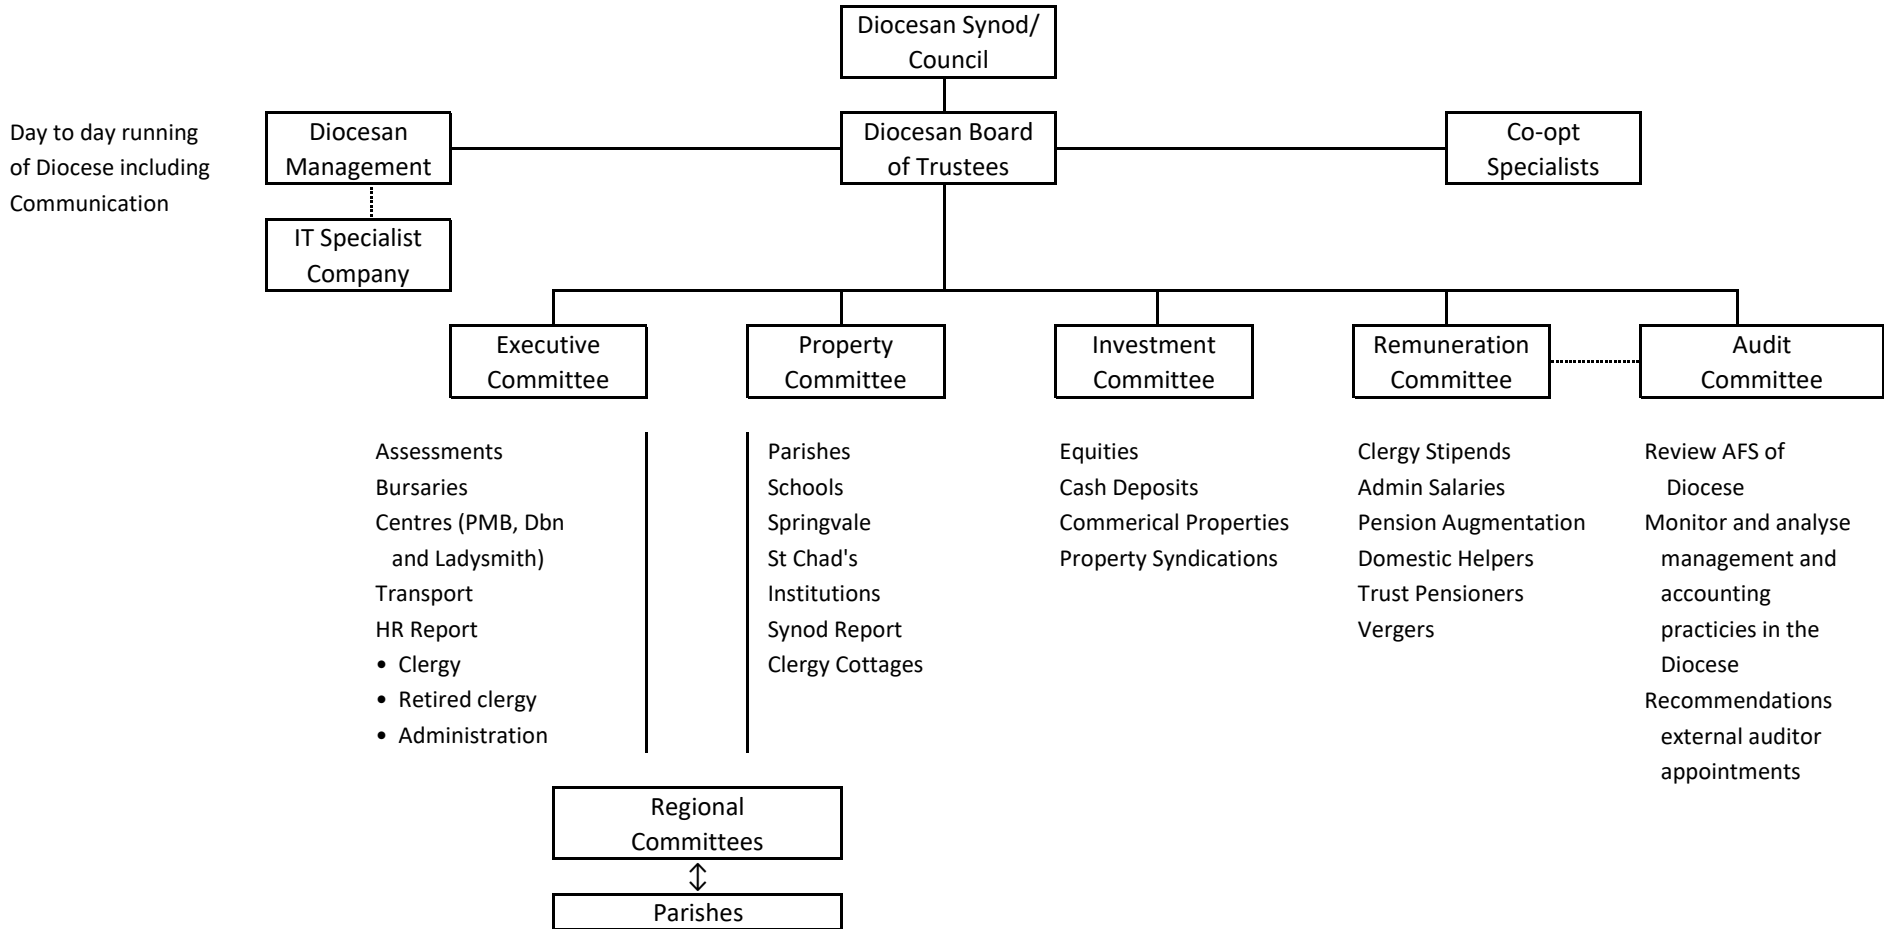 Diocesan Synod/
Council
Day to day running
of Diocese including
Communication
Diocesan
Management
Diocesan Board
of Trustees
Co-opt
Specialists
IT Specialist
Company
Executive
Committee
Property
Committee
Investment
Committee
Remuneration
Committee
Audit
Committee
Assessments
Bursaries
Centres (PMB, Dbn
and Ladysmith)
Transport
HR Report
• Clergy
• Retired clergy
• Administration
Parishes
Schools
Springvale
St Chad's
Institutions
Synod Report
Clergy Cottages
Equities
Cash Deposits
Commerical Properties
Property Syndications
Clergy Stipends
Admin Salaries
Pension Augmentation
Domestic Helpers
Trust Pensioners
Vergers
Review AFS of
Diocese
Monitor and analyse
management and
accounting
practicies in the
Diocese
Recommendations
external auditor
appointments
Regional
Committees
Parishes